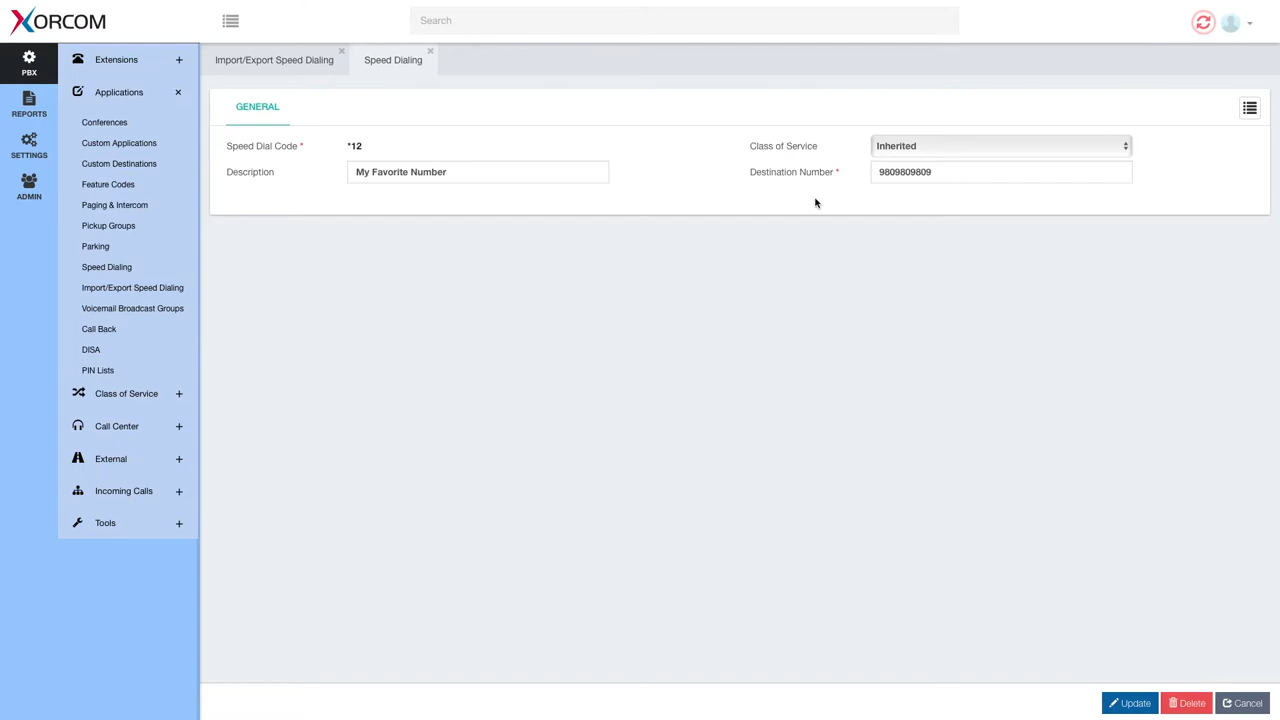 XORCOM
Search
PBX
REPORTS
SETTINGS
ADMIN
Extensions +
Applications ×
Conferences
Custom Applications
Custom Destinations
Feature Codes
Paging & Intercom
Pickup Groups
Parking
Speed Dialing
Import/Export Speed Dialing
Voicemail Broadcast Groups
Call Back
DISA
PIN Lists
Class of Service +
Call Center +
External +
Incoming Calls +
Tools +
Import/Export Speed Dialing × Speed Dialing ×
GENERAL
Speed Dial Code * *12 Class of Service Inherited
Description My Favorite Number Destination Number * 9809809809
Update Delete Cancel